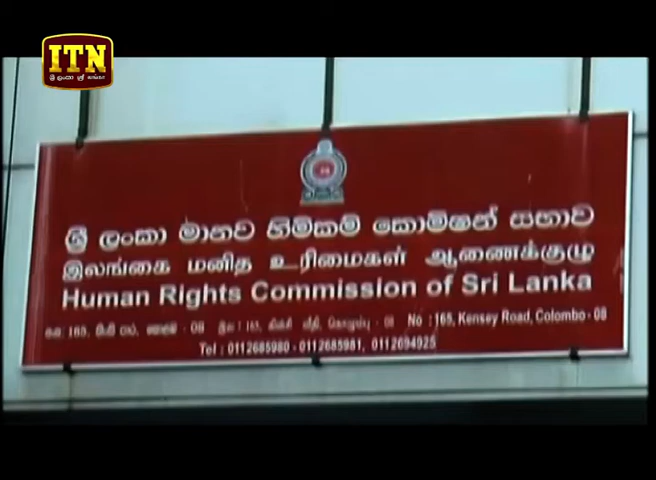 ITN
ශ්‍රී ලංකා මානව හිමිකම් කොමිෂන් සභාව
இலங்கை மனித உரிமைகள் ஆணைக்குழு
Human Rights Commission of Sri Lanka
No : 165, Kensey Road, Colombo - 08
Tel : 0112685980 - 0112685981, 0112694925